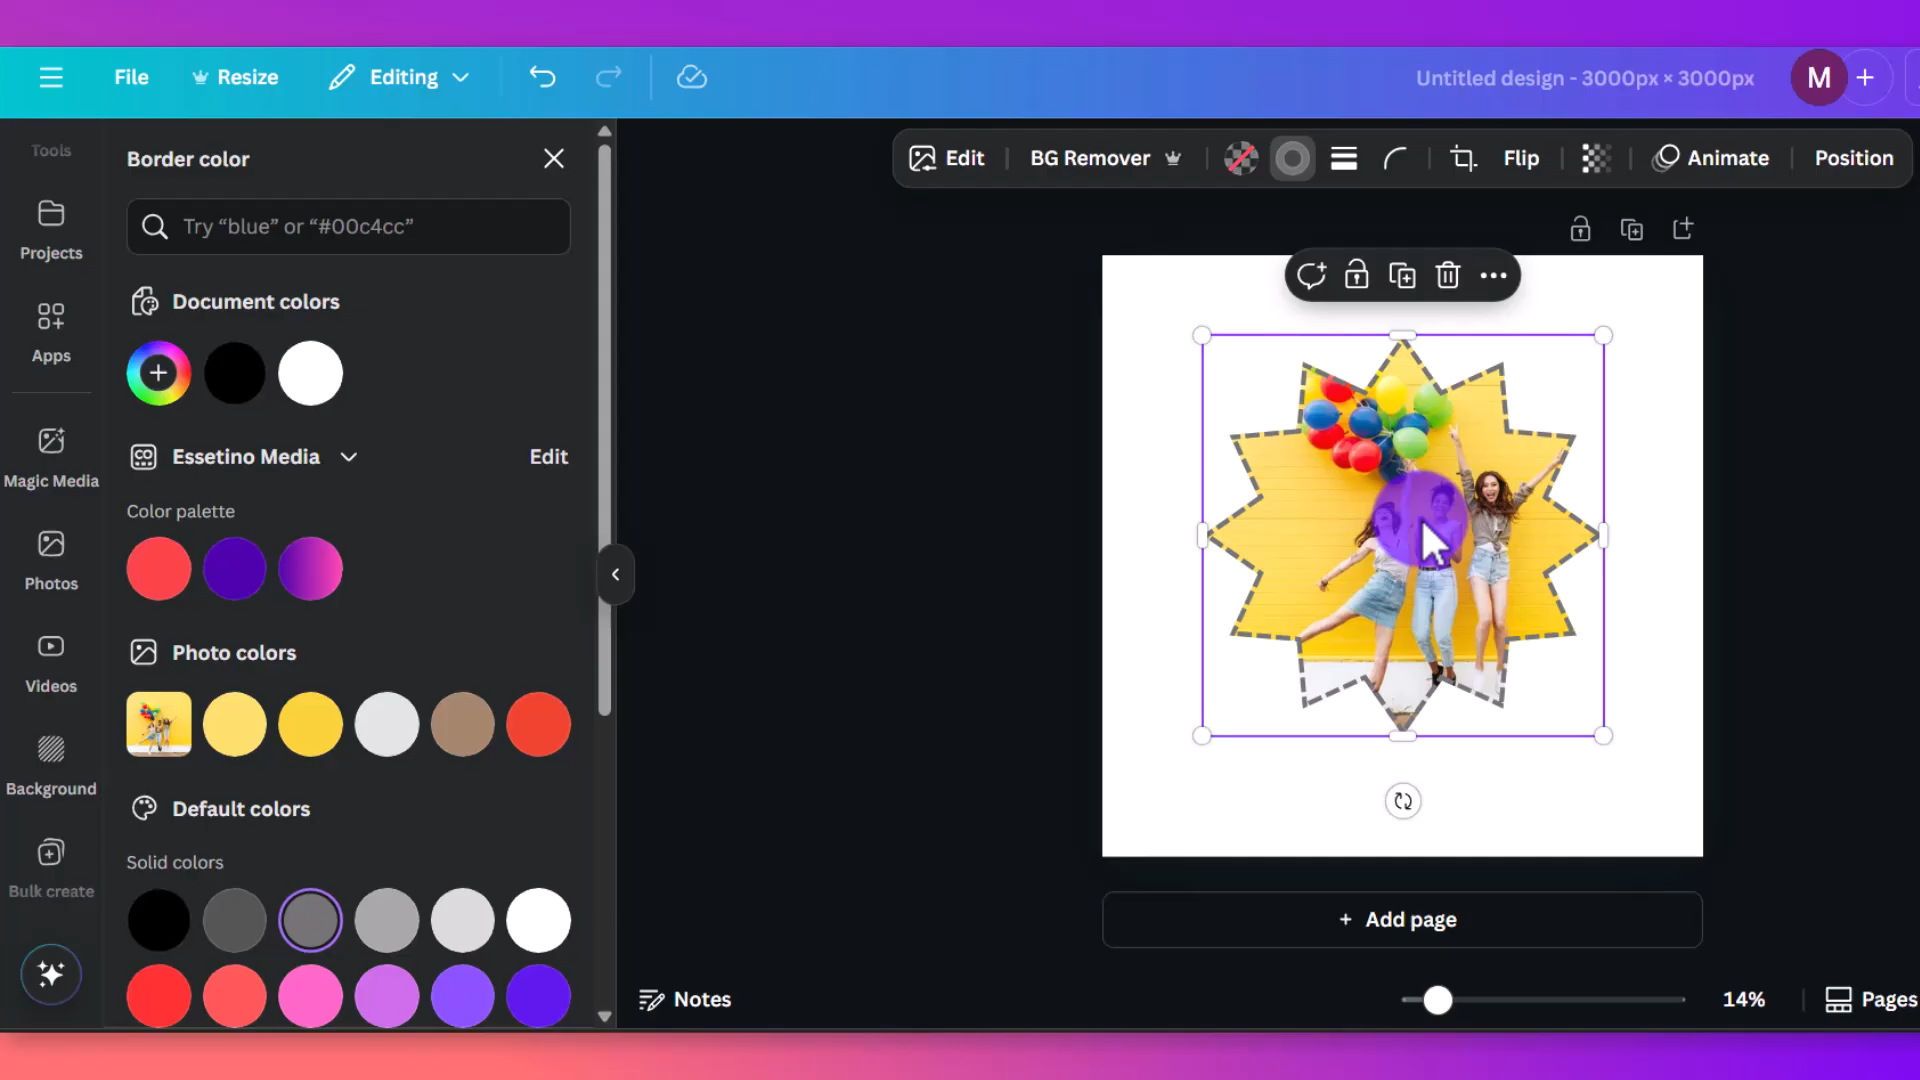 File
Resize
Editing
Untitled design - 3000px × 3000px
M
Tools
Projects
Apps
Magic Media
Photos
Videos
Background
Bulk create
Border color
Try “blue” or “#00c4cc”
Document colors
Essetino Media
Edit
Color palette
Photo colors
Default colors
Solid colors
Edit
BG Remover
Flip
Animate
Position
+ Add page
Notes
14%
Pages